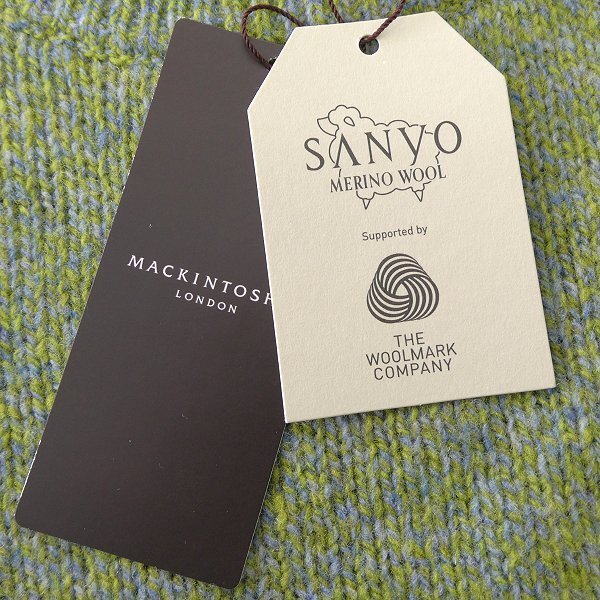 MACKINTOSH
LONDON
SANYO
MERINO WOOL
Supported by
THE
WOOLMARK
COMPANY